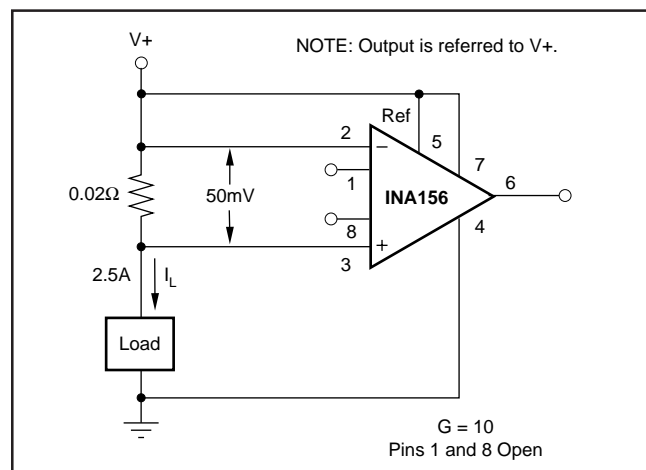 V+
NOTE: Output is referred to V+.
Ref
2
5
–
7
1
0.02Ω
50mV
INA156
6
8
4
+
3
2.5A
I_L
Load
G = 10
Pins 1 and 8 Open